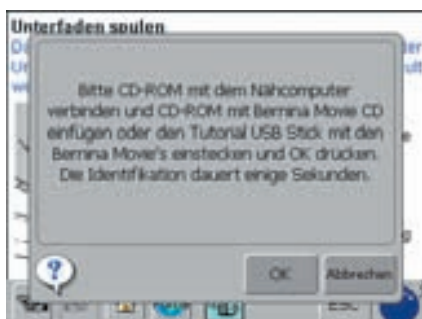 Unterfaden spulen
Bitte CD-ROM mit dem Nähcomputer
verbinden und CD-ROM mit Bernina Movie CD
einfügen oder den Tutorial USB Stick mit den
Bernina Movie's einstecken und OK drücken.
Die Identifikation dauert einige Sekunden.
OK
Abbrechen
ESC